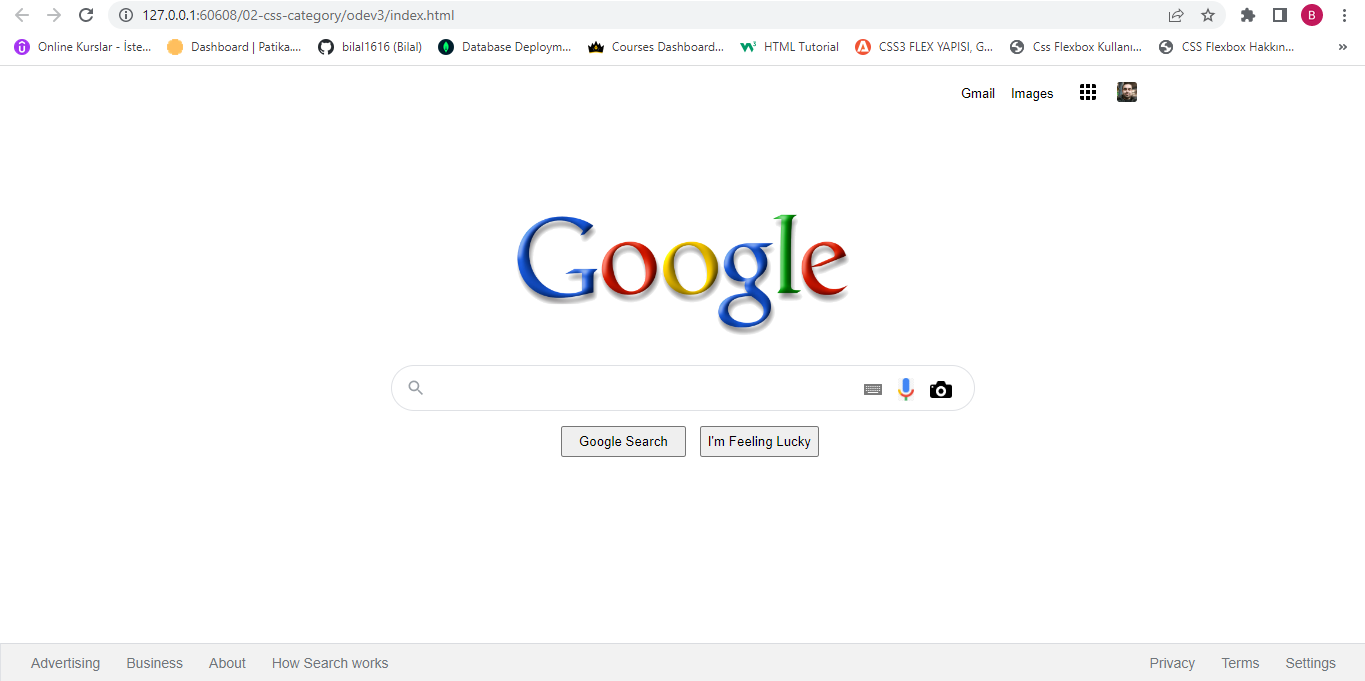 127.0.0.1:60608/02-css-category/odev3/index.html
B
Online Kurslar - İste... Dashboard | Patika.... bilal1616 (Bilal) Database Deploym... Courses Dashboard... W3 HTML Tutorial CSS3 FLEX YAPISI, G... Css Flexbox Kullanı... CSS Flexbox Hakkın... »
Gmail Images
Google
Google Search I'm Feeling Lucky
Advertising Business About How Search works Privacy Terms Settings